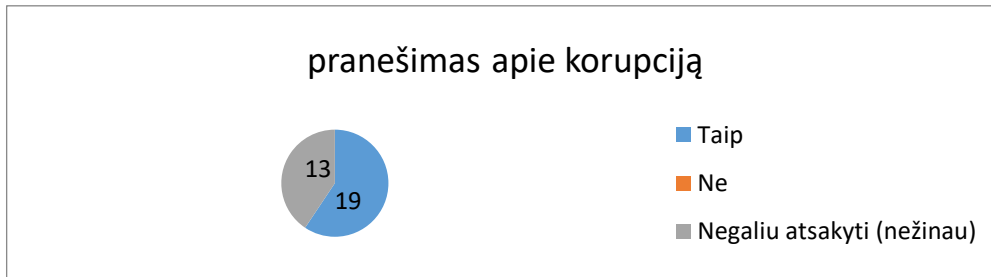 pranešimas apie korupciją
13
19
Taip
Ne
Negaliu atsakyti (nežinau)